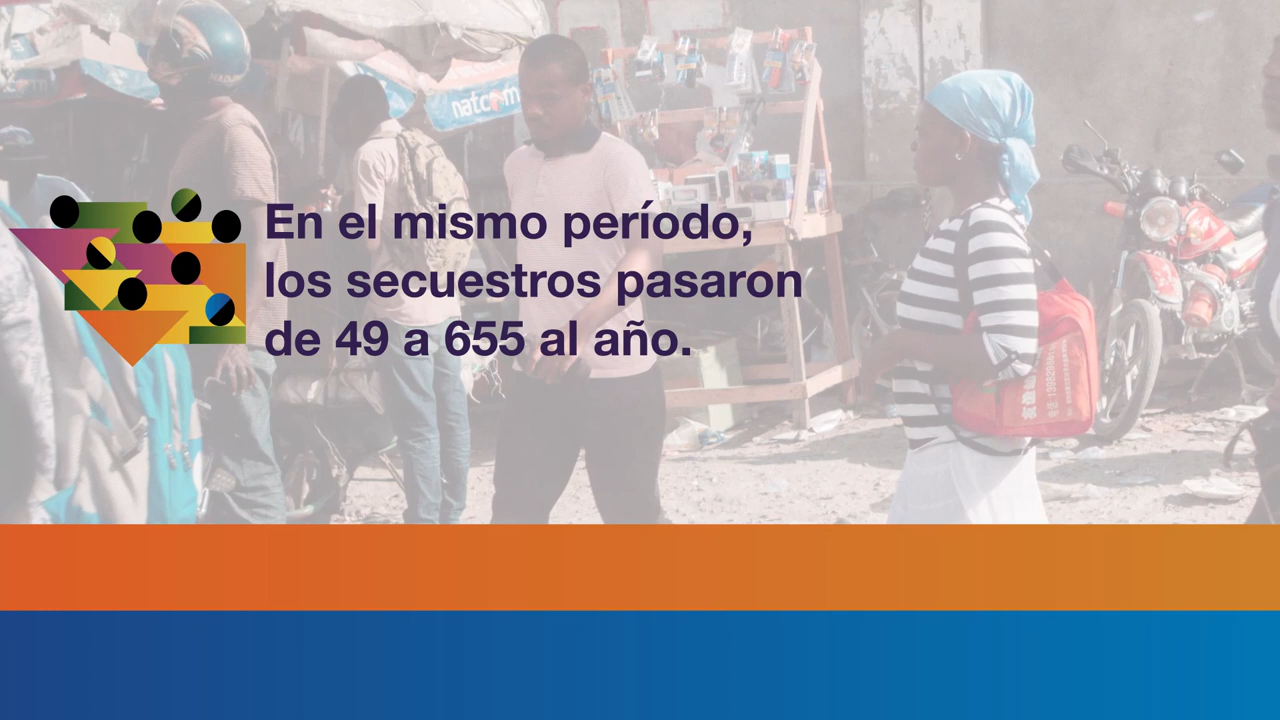 natcom
En el mismo período,
los secuestros pasaron
de 49 a 655 al año.